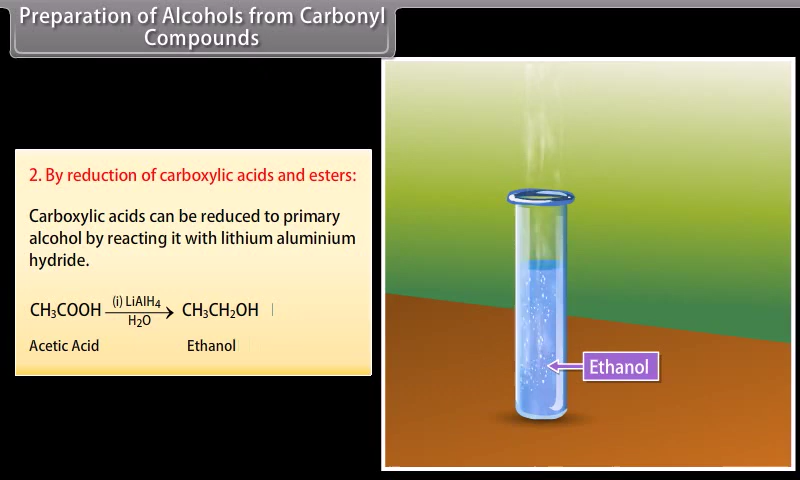 Preparation of Alcohols from Carbonyl
Compounds
2. By reduction of carboxylic acids and esters:
Carboxylic acids can be reduced to primary
alcohol by reacting it with lithium aluminium
hydride.
CH₃COOH (i) LiAlH₄ → CH₃CH₂OH
H₂O
Acetic Acid Ethanol
Ethanol